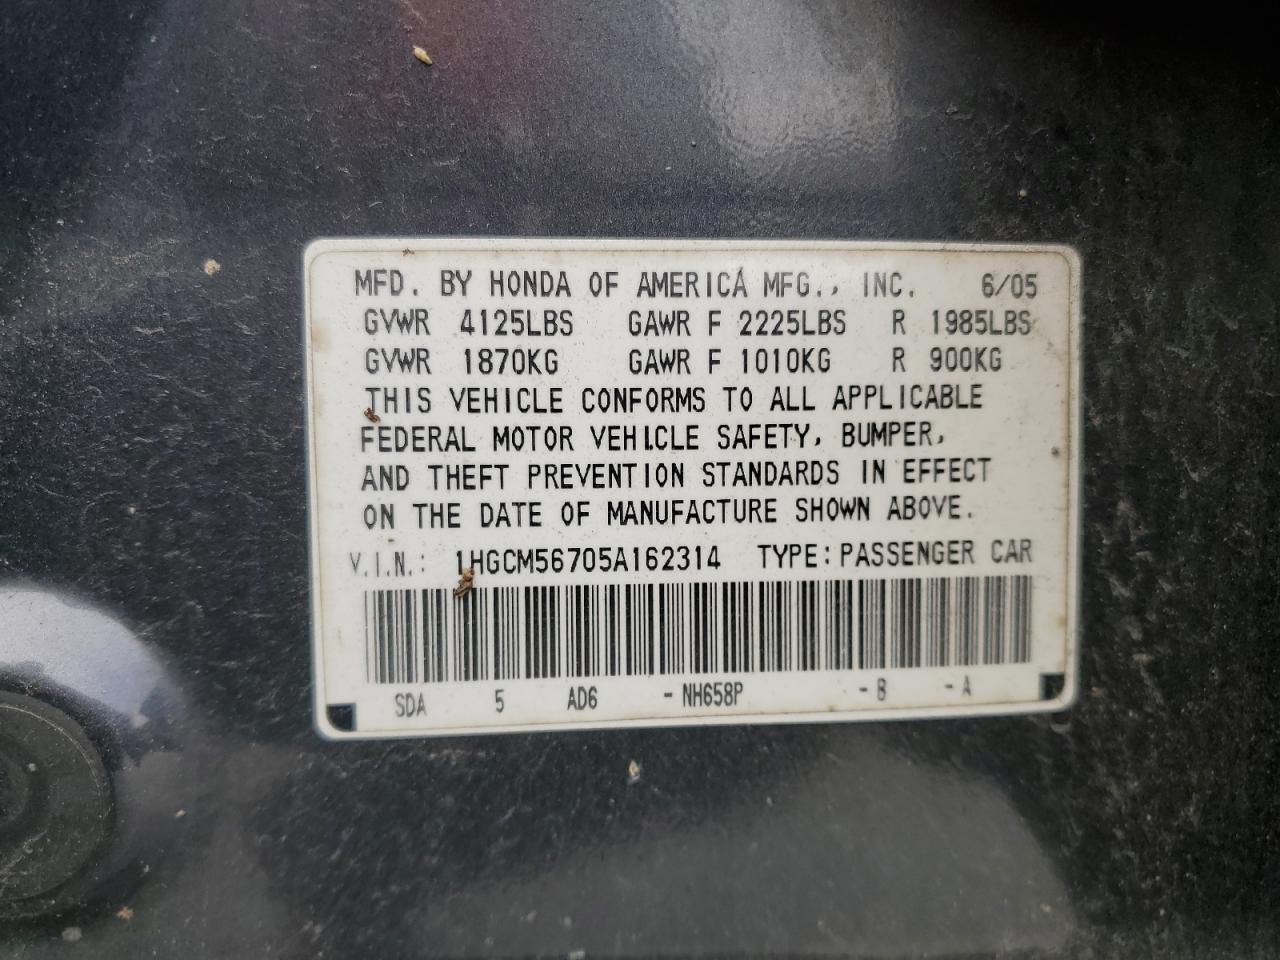 MFD. BY HONDA OF AMERICA MFG., INC. 6/05
GVWR 4125LBS GAWR F 2225LBS R 1985LBS
GVWR 1870KG GAWR F 1010KG R 900KG
THIS VEHICLE CONFORMS TO ALL APPLICABLE
FEDERAL MOTOR VEHICLE SAFETY, BUMPER,
AND THEFT PREVENTION STANDARDS IN EFFECT
ON THE DATE OF MANUFACTURE SHOWN ABOVE.
V.I.N.: 1HGCM56705A162314 TYPE: PASSENGER CAR
SDA 5 AD6 - NH658P - B - A